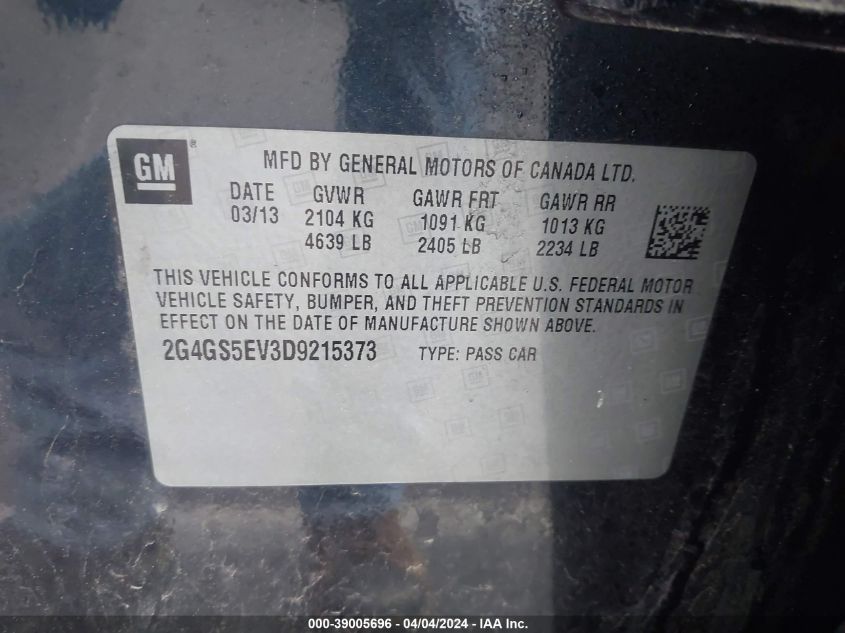 GM ®
MFD BY GENERAL MOTORS OF CANADA LTD.
DATE GVWR GAWR FRT GAWR RR
03/13 2104 KG 1091 KG 1013 KG
4639 LB 2405 LB 2234 LB
THIS VEHICLE CONFORMS TO ALL APPLICABLE U.S. FEDERAL MOTOR
VEHICLE SAFETY, BUMPER, AND THEFT PREVENTION STANDARDS IN
EFFECT ON THE DATE OF MANUFACTURE SHOWN ABOVE.
2G4GS5EV3D9215373 TYPE: PASS CAR
000-39005696 - 04/04/2024 - IAA Inc.